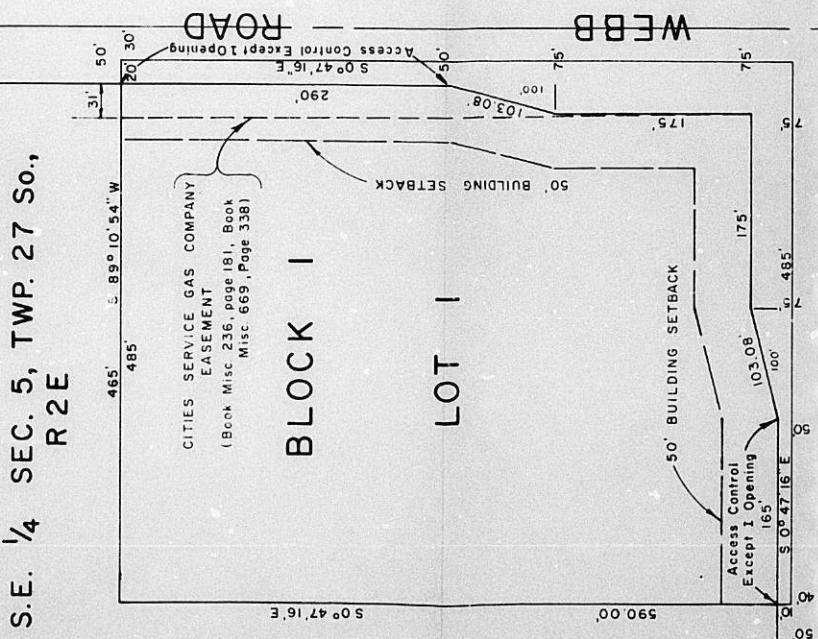 S.E. 1/4 SEC. 5, TWP. 27 So.,
R 2 E
50'
30'
20'
31'
465'
89° 10' 54" W
485'
ROAD
WEBB
Access Control Except 1 Opening
S 0° 47' 16" E
290'
50'
103.08'
100'
75'
175'
75'
75'
CITIES SERVICE GAS COMPANY
EASEMENT
(Book Misc 236, page 181, Book
Misc. 669, Page 338)
50' BUILDING SETBACK
BLOCK 1
LOT 1
50' BUILDING SETBACK
175'
485'
75'
103.08'
100'
50'
Access Control
Except 1 Opening
165'
S 0° 47' 16" E
S 0° 47' 16" E
590.00'
40'
10'
50